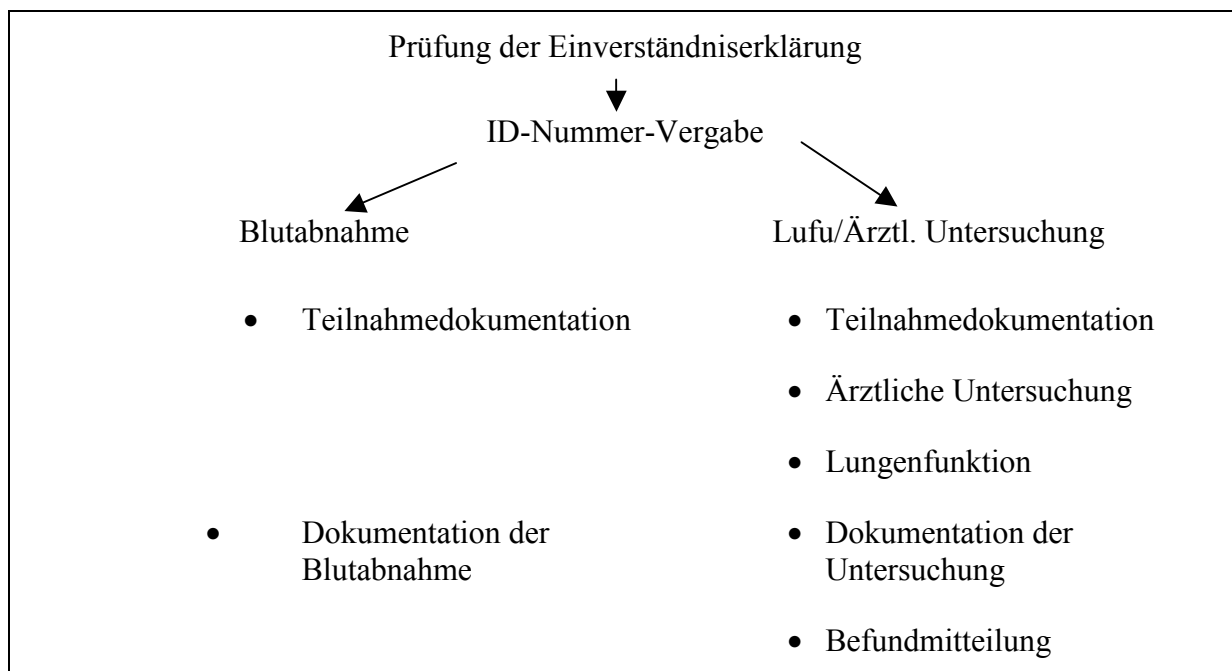 Prüfung der Einverständniserklärung
ID-Nummer-Vergabe
Blutabnahme
• Teilnahmedokumentation
• Dokumentation der
Blutabnahme
Lufu/Ärztl. Untersuchung
• Teilnahmedokumentation
• Ärztliche Untersuchung
• Lungenfunktion
• Dokumentation der
Untersuchung
• Befundmitteilung